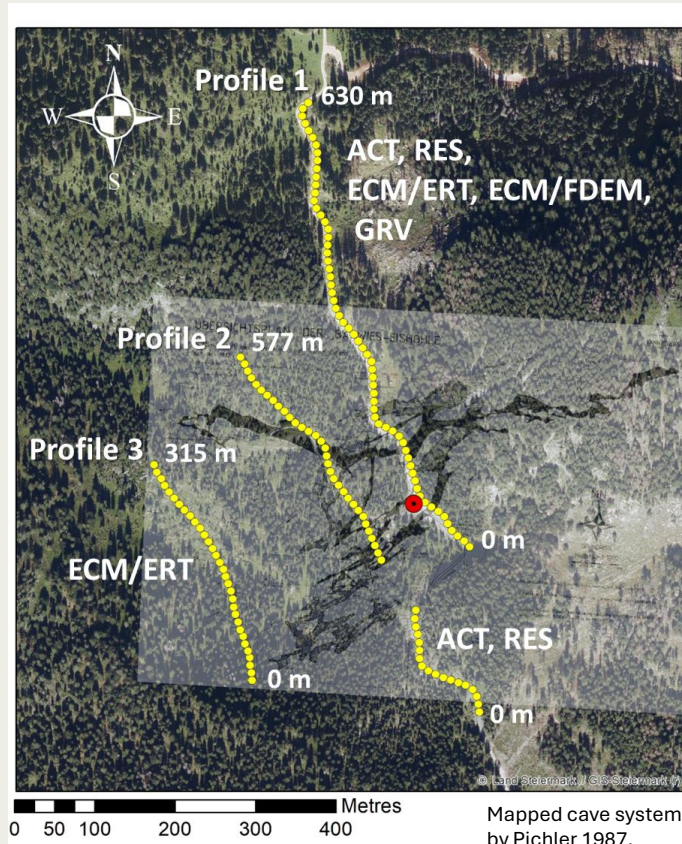 N
W E
S
Profile 1 630 m
ACT, RES,
ECM/ERT, ECM/FDEM,
GRV
Profile 2 577 m
Profile 3 315 m
0 m
ECM/ERT
ACT, RES
0 m
0 m
© Land Steiermark / GIS-Steiermark
Metres
0 50 100 200 300 400
Mapped cave system
by Pichler 1987.